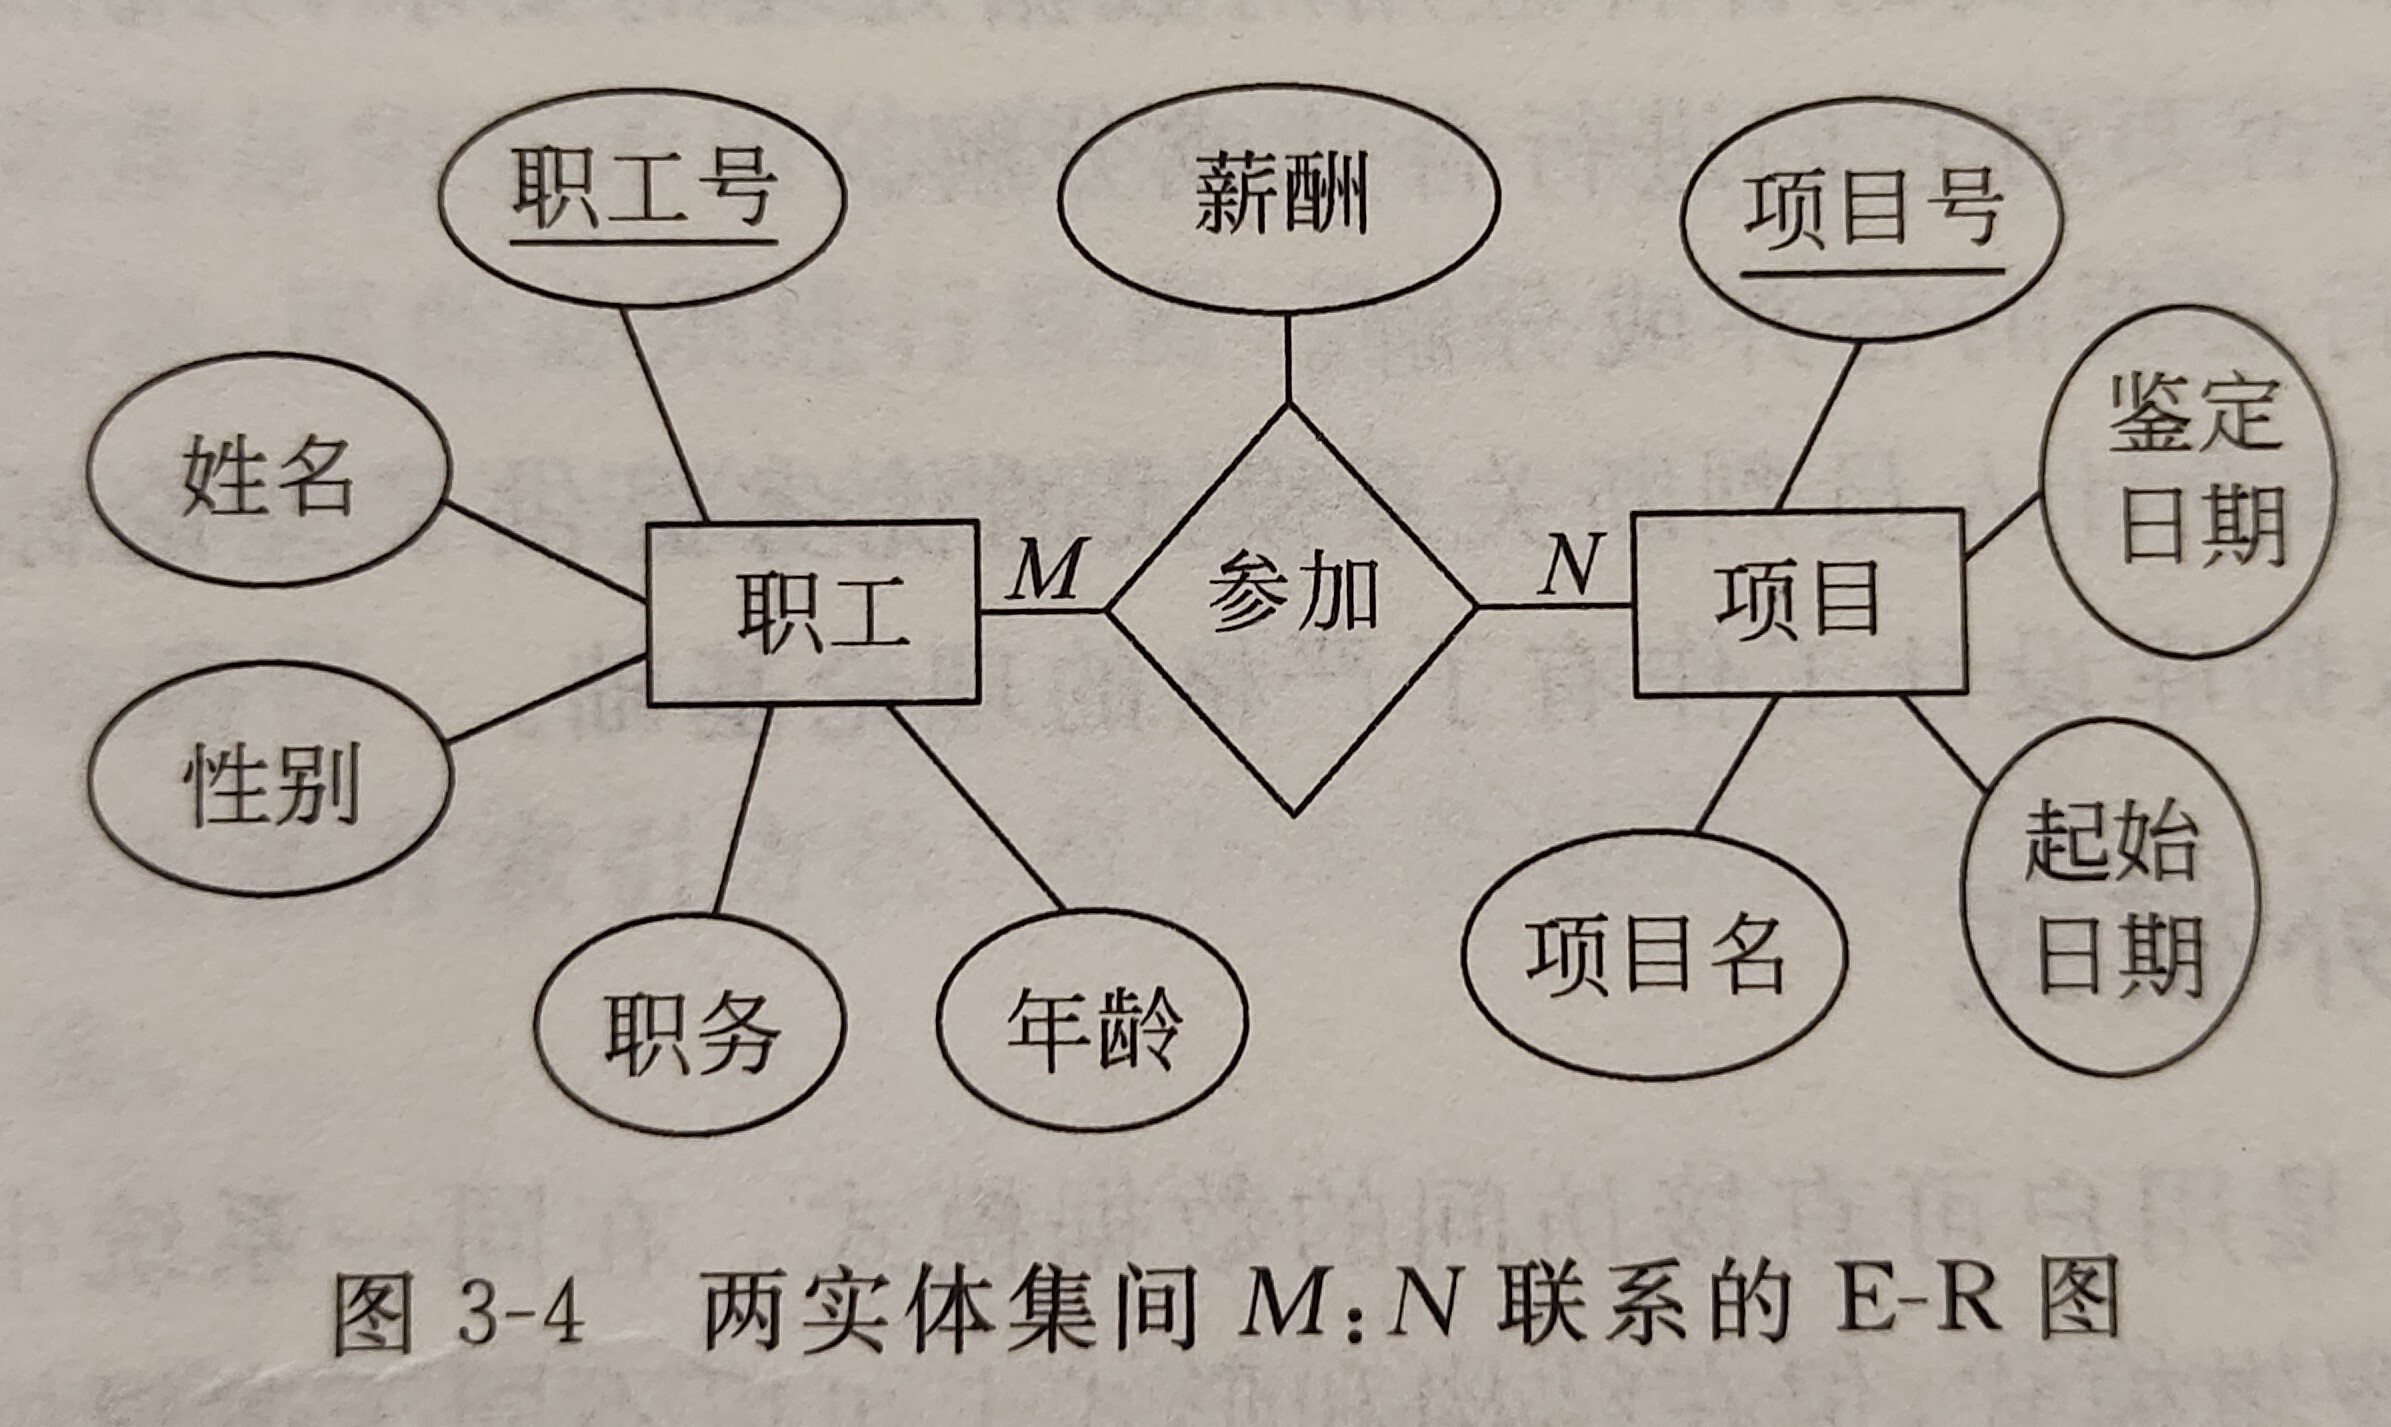 职工号
薪酬
项目号
姓名
鉴定
日期
职工
M
参加
N
项目
性别
项目名
起始
日期
职务
年龄
图 3-4 两实体集间 M:N 联系的 E-R 图